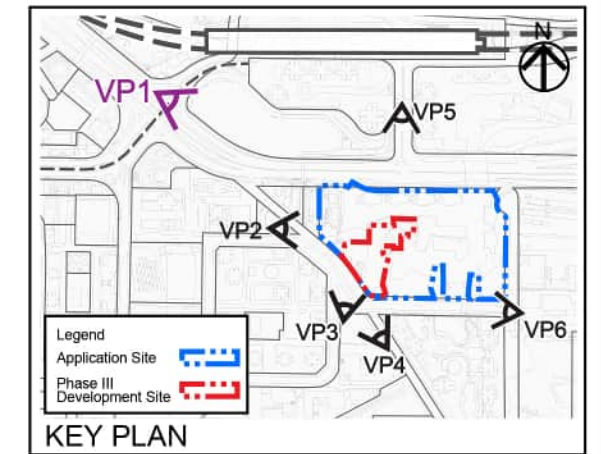 N
VP1
VP5
VP2
VP3
VP4
VP6
Legend
Application Site
Phase III
Development Site
KEY PLAN